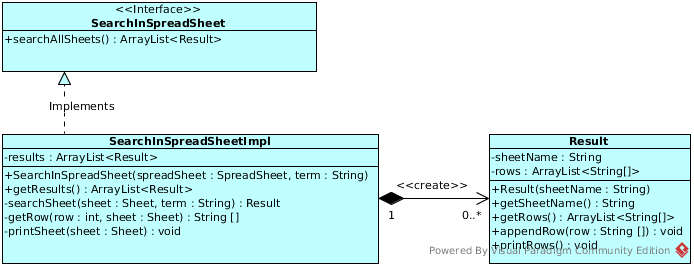 <<Interface>>
SearchInSpreadSheet
+searchAllSheets() : ArrayList<Result>
Implements
SearchInSpreadSheetImpl
-results : ArrayList<Result>
+SearchInSpreadSheet(spreadSheet : SpreadSheet, term : String)
+getResults() : ArrayList<Result>
-searchSheet(sheet : Sheet, term : String) : Result
-getRow(row : int, sheet : Sheet) : String []
-printSheet(sheet : Sheet) : void
<<create>>
1
0..*
Result
-sheetName : String
-rows : ArrayList<String[]>
+Result(sheetName : String)
+getSheetName() : String
+getRows() : ArrayList<String[]>
+appendRow(row : String []) : void
+printRows() : void
Powered By Visual Paradigm Community Edition